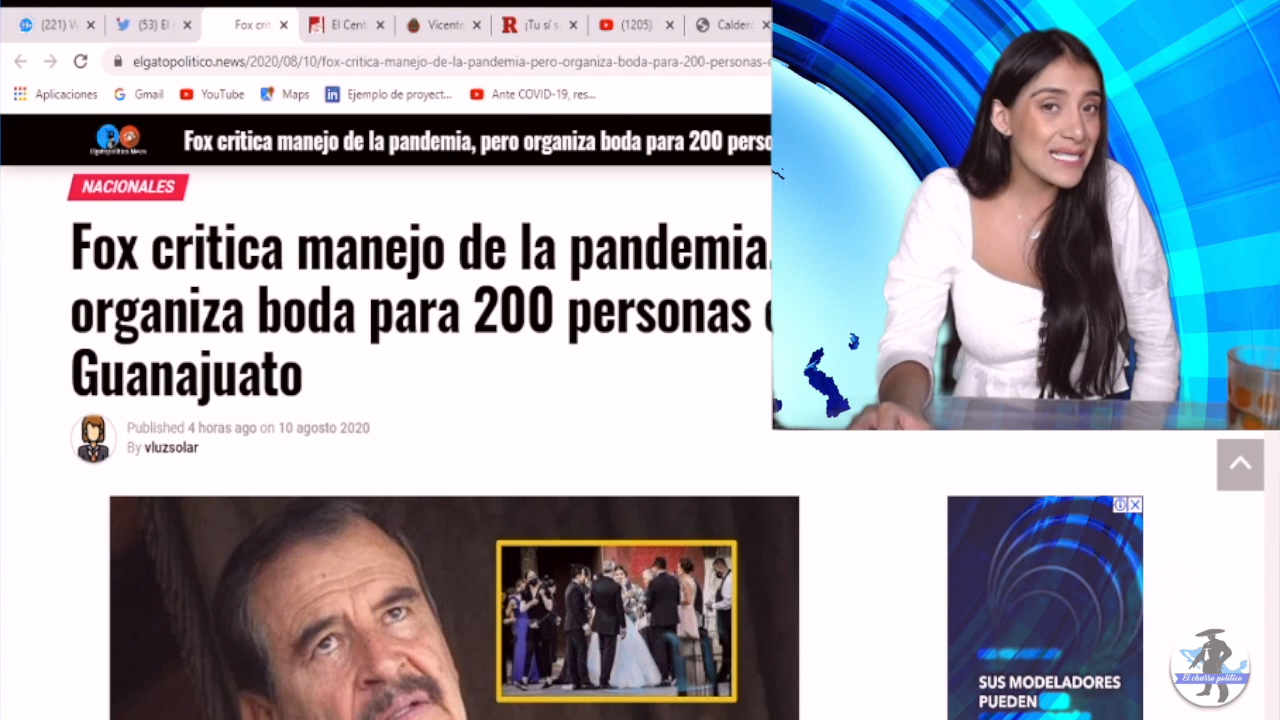 (221) W
(53) El
Fox crit
El Cent
Vicente
¡Tu sí s
(1205)
Calder
elgatopolitico.news/2020/08/10/fox-critica-manejo-de-la-pandemia-pero-organiza-boda-para-200-personas-e
Aplicaciones
Gmail
YouTube
Maps
Ejemplo de proyect...
Ante COVID-19, res...
Fox critica manejo de la pandemia, pero organiza boda para 200 perso
NACIONALES
Fox critica manejo de la pandemia,
organiza boda para 200 personas e
Guanajuato
Published 4 horas ago on 10 agosto 2020
By vluzsolar
SUS MODELADORES
PUEDEN
El charro político